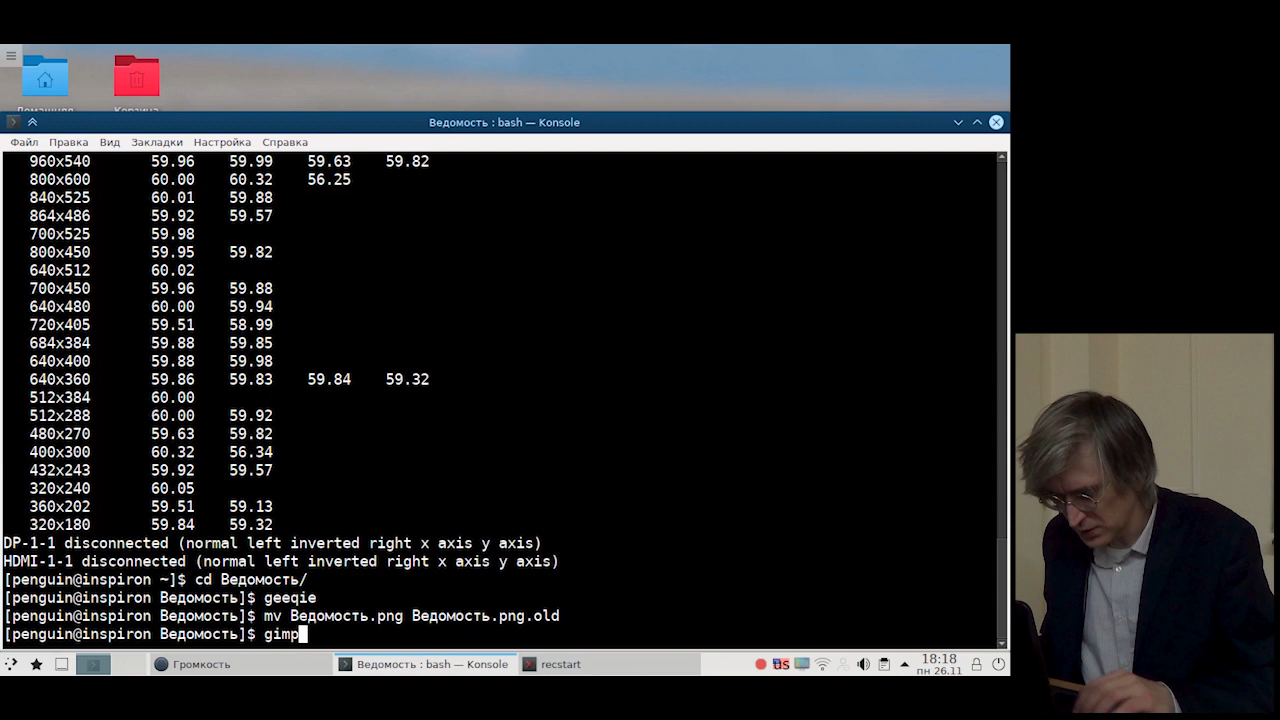 Домашняя
Корзина
Ведомость : bash — Konsole
Файл Правка Вид Закладки Настройка Справка
960x540 59.96 59.99 59.63 59.82
800x600 60.00 60.32 56.25
840x525 60.01 59.88
864x486 59.92 59.57
700x525 59.98
800x450 59.95 59.82
640x512 60.02
700x450 59.96 59.88
640x480 60.00 59.94
720x405 59.51 58.99
684x384 59.88 59.85
640x400 59.88 59.98
640x360 59.86 59.83 59.84 59.32
512x384 60.00
512x288 60.00 59.92
480x270 59.63 59.82
400x300 60.32 56.34
432x243 59.92 59.57
320x240 60.05
360x202 59.51 59.13
320x180 59.84 59.32
DP-1-1 disconnected (normal left inverted right x axis y axis)
HDMI-1-1 disconnected (normal left inverted right x axis y axis)
[penguin@inspiron ~]$ cd Ведомость/
[penguin@inspiron Ведомость]$ geeqie
[penguin@inspiron Ведомость]$ mv Ведомость.png Ведомость.png.old
[penguin@inspiron Ведомость]$ gimp
Громкость
Ведомость : bash — Konsole
recstart
us
18:18
пн 26.11